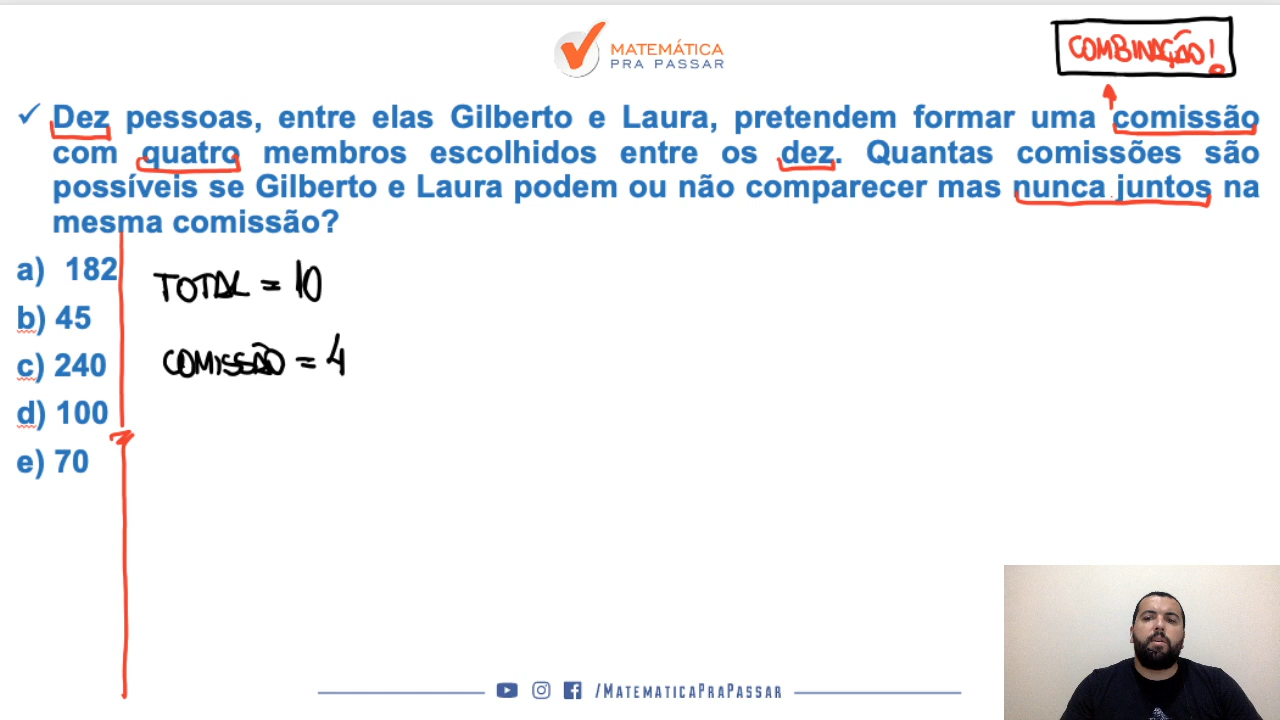 MATEMÁTICA
PRA PASSAR
COMBINAÇÃO!
✓ Dez pessoas, entre elas Gilberto e Laura, pretendem formar uma comissão
com quatro membros escolhidos entre os dez. Quantas comissões são
possíveis se Gilberto e Laura podem ou não comparecer mas nunca juntos na
mesma comissão?
a) 182
b) 45
c) 240
d) 100
e) 70
TOTAL = 10
COMISSÃO = 4
/MATEMATICAPRAPASSAR